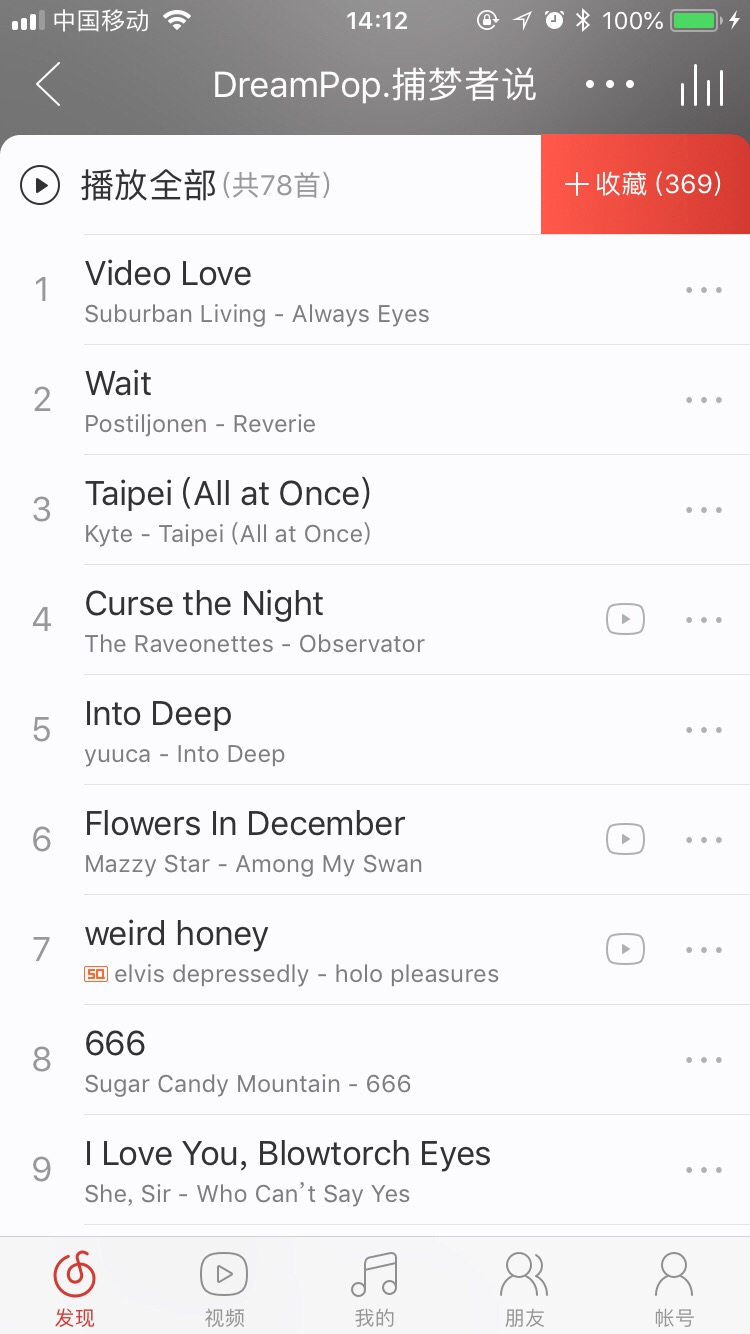 中国移动 14:12 100%
DreamPop.捕梦者说
播放全部(共78首) +收藏 (369)
1 Video Love
Suburban Living - Always Eyes
2 Wait
Postiljonen - Reverie
3 Taipei (All at Once)
Kyte - Taipei (All at Once)
4 Curse the Night
The Raveonettes - Observator
5 Into Deep
yuuca - Into Deep
6 Flowers In December
Mazzy Star - Among My Swan
7 weird honey
SQ elvis depressedly - holo pleasures
8 666
Sugar Candy Mountain - 666
9 I Love You, Blowtorch Eyes
She, Sir - Who Can't Say Yes
发现 视频 我的 朋友 帐号